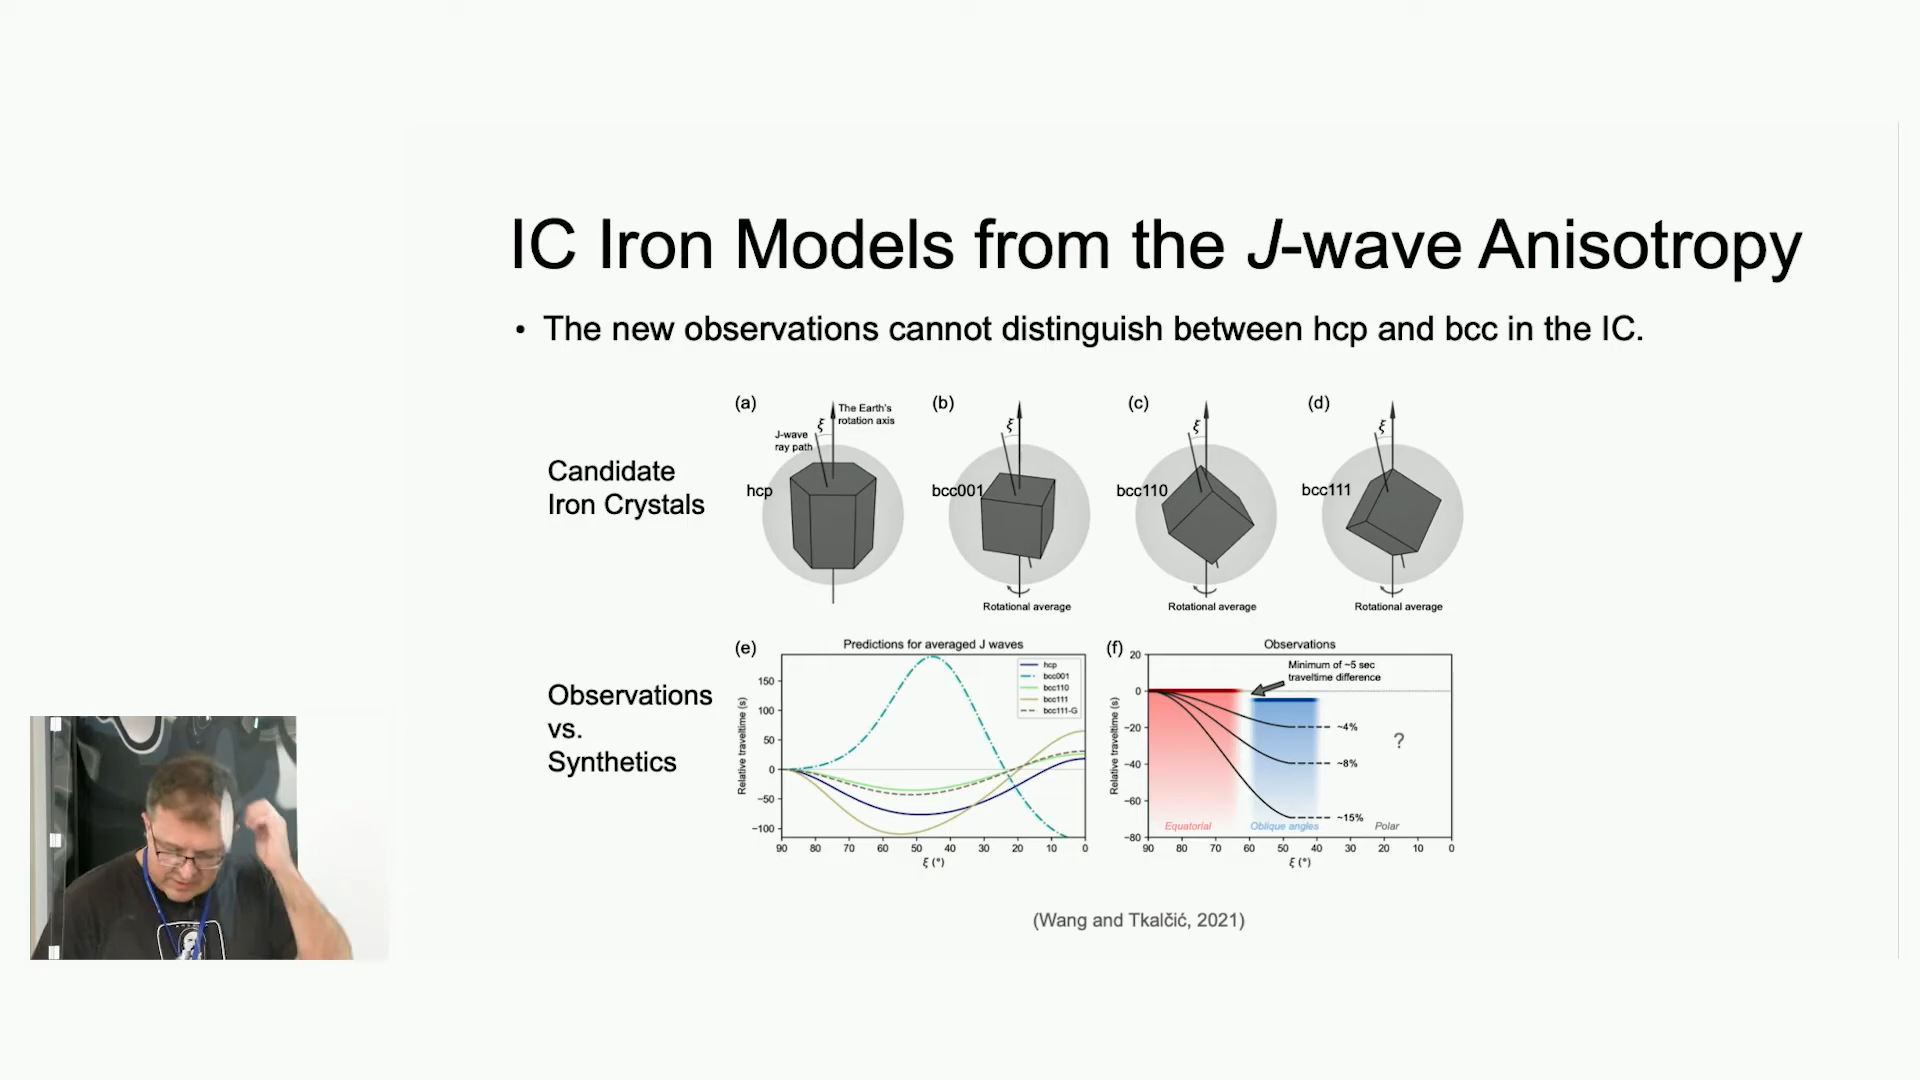 IC Iron Models from the J-wave Anisotropy
• The new observations cannot distinguish between hcp and bcc in the IC.
Candidate
Iron Crystals
(a)
The Earth's
rotation axis
ξ
J-wave
ray path
hcp
(b)
ξ
bcc001
Rotational average
(c)
ξ
bcc110
Rotational average
(d)
ξ
bcc111
Rotational average
Observations
vs.
Synthetics
(e)
Predictions for averaged J waves
hcp
bcc001
bcc110
bcc111
bcc111-G
Relative traveltime (s)
150
100
50
0
−50
−100
90 80 70 60 50 40 30 20 10 0
ξ (°)
(f)
Observations
Minimum of ~5 sec
traveltime difference
Relative traveltime (s)
20
0
−20
−40
−60
−80
~4%
~8%
~15%
?
Equatorial
Oblique angles
Polar
90 80 70 60 50 40 30 20 10 0
ξ (°)
(Wang and Tkalčić, 2021)